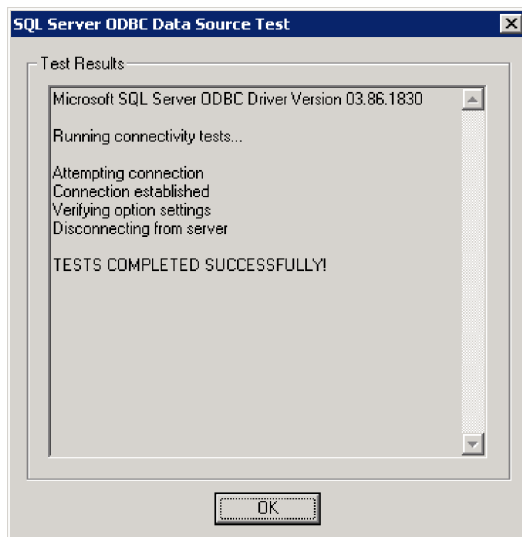 SQL Server ODBC Data Source Test
Test Results
Microsoft SQL Server ODBC Driver Version 03.86.1830
Running connectivity tests...
Attempting connection
Connection established
Verifying option settings
Disconnecting from server
TESTS COMPLETED SUCCESSFULLY!
OK